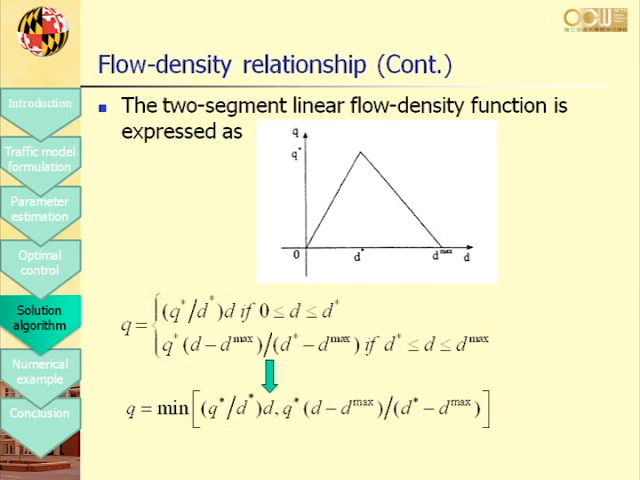 Flow-density relationship (Cont.)
Introduction
Traffic model
formulation
Parameter
estimation
Optimal
control
Solution
algorithm
Numerical
example
Conclusion
The two-segment linear flow-density function is
expressed as
q
q*
0 d* d^max d
q = { (q*/d*)d if 0 ≤ d ≤ d*
q*(d − d^max)/(d* − d^max) if d* ≤ d ≤ d^max
q = min[(q*/d*)d, q*(d − d^max)/(d* − d^max)]